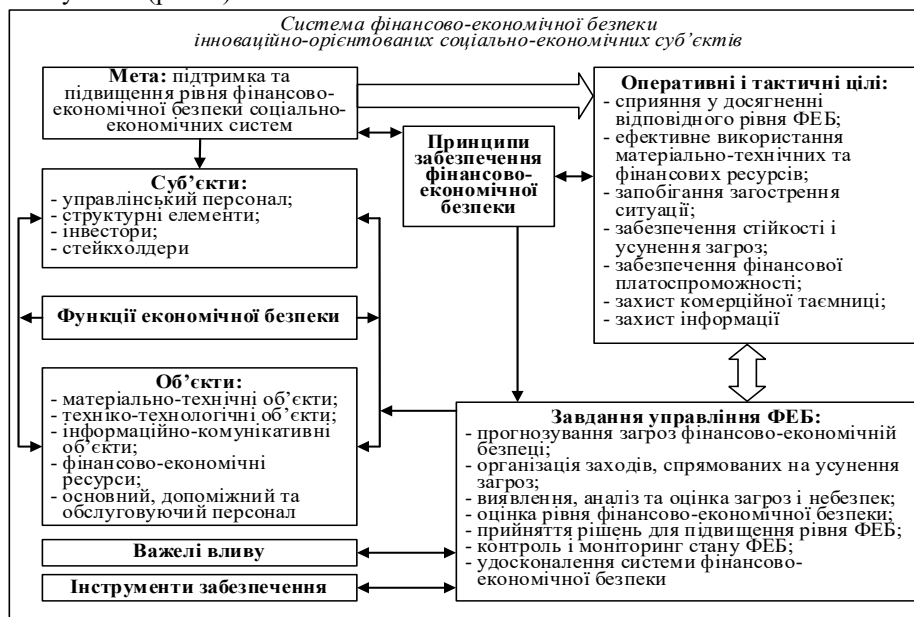 Система фінансово-економічної безпеки
інноваційно-орієнтованих соціально-економічних суб’єктів
Мета: підтримка та
підвищення рівня фінансово-
економічної безпеки соціально-
економічних систем
Принципи
забезпечення
фінансово-
економічної
безпеки
Оперативні і тактичні цілі:
- сприяння у досягненні
відповідного рівня ФЕБ;
- ефективне використання
матеріально-технічних та
фінансових ресурсів;
- запобігання загострення
ситуації;
- забезпечення стійкості і
усунення загроз;
- забезпечення фінансової
платоспроможності;
- захист комерційної таємниці;
- захист інформації
Суб’єкти:
- управлінський персонал;
- структурні елементи;
- інвестори;
- стейкхолдери
Функції економічної безпеки
Об’єкти:
- матеріально-технічні об’єкти;
- техніко-технологічні об’єкти;
- інформаційно-комунікативні
об’єкти;
- фінансово-економічні
ресурси;
- основний, допоміжний та
обслуговуючий персонал
Завдання управління ФЕБ:
- прогнозування загроз фінансово-економічній
безпеці;
- організація заходів, спрямованих на усунення
загроз;
- виявлення, аналіз та оцінка загроз і небезпек;
- оцінка рівня фінансово-економічної безпеки;
- прийняття рішень для підвищення рівня ФЕБ;
- контроль і моніторинг стану ФЕБ;
- удосконалення системи фінансово-
економічної безпеки
Важелі впливу
Інструменти забезпечення